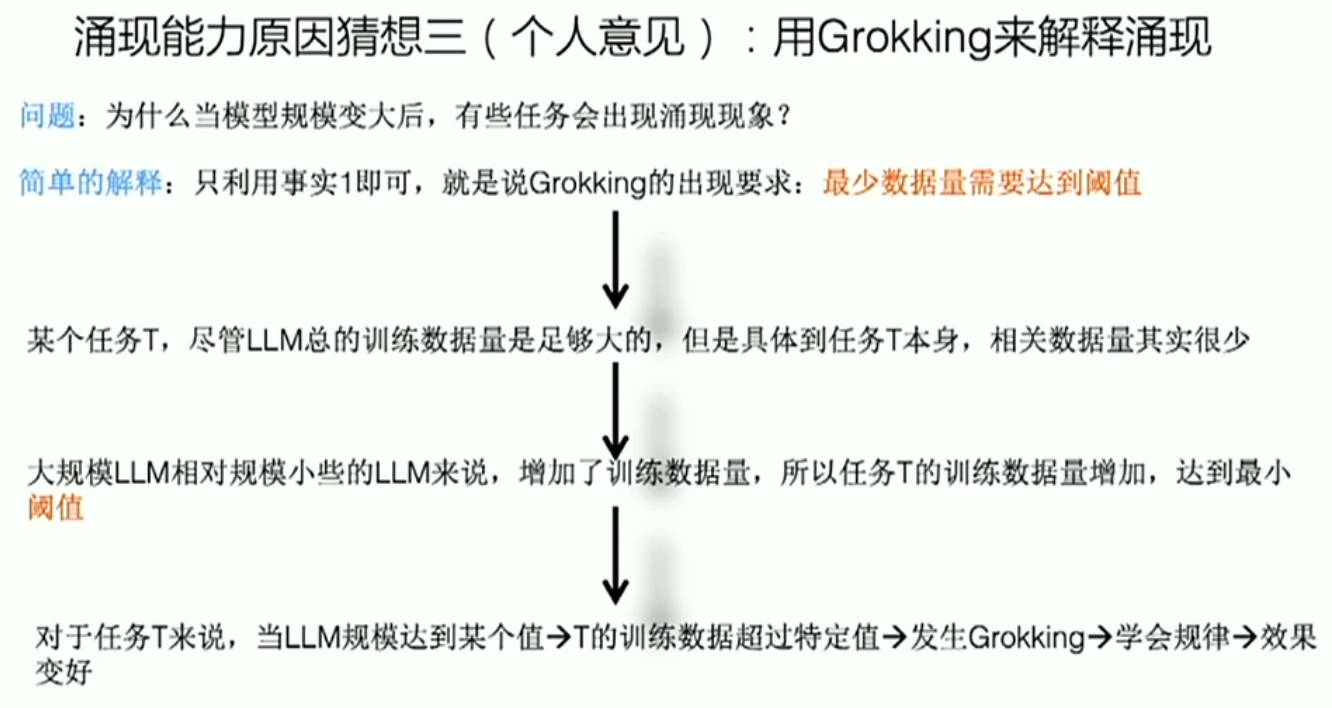 涌现能力原因猜想三（个人意见）：用Grokking来解释涌现
问题：为什么当模型规模变大后，有些任务会出现涌现现象？
简单的解释：只利用事实1即可，就是说Grokking的出现要求：最少数据量需要达到阈值
某个任务T，尽管LLM总的训练数据量是足够大的，但是具体到任务T本身，相关数据量其实很少
大规模LLM相对规模小些的LLM来说，增加了训练数据量，所以任务T的训练数据量增加，达到最小
阈值
对于任务T来说，当LLM规模达到某个值→T的训练数据超过特定值→发生Grokking→学会规律→效果
变好